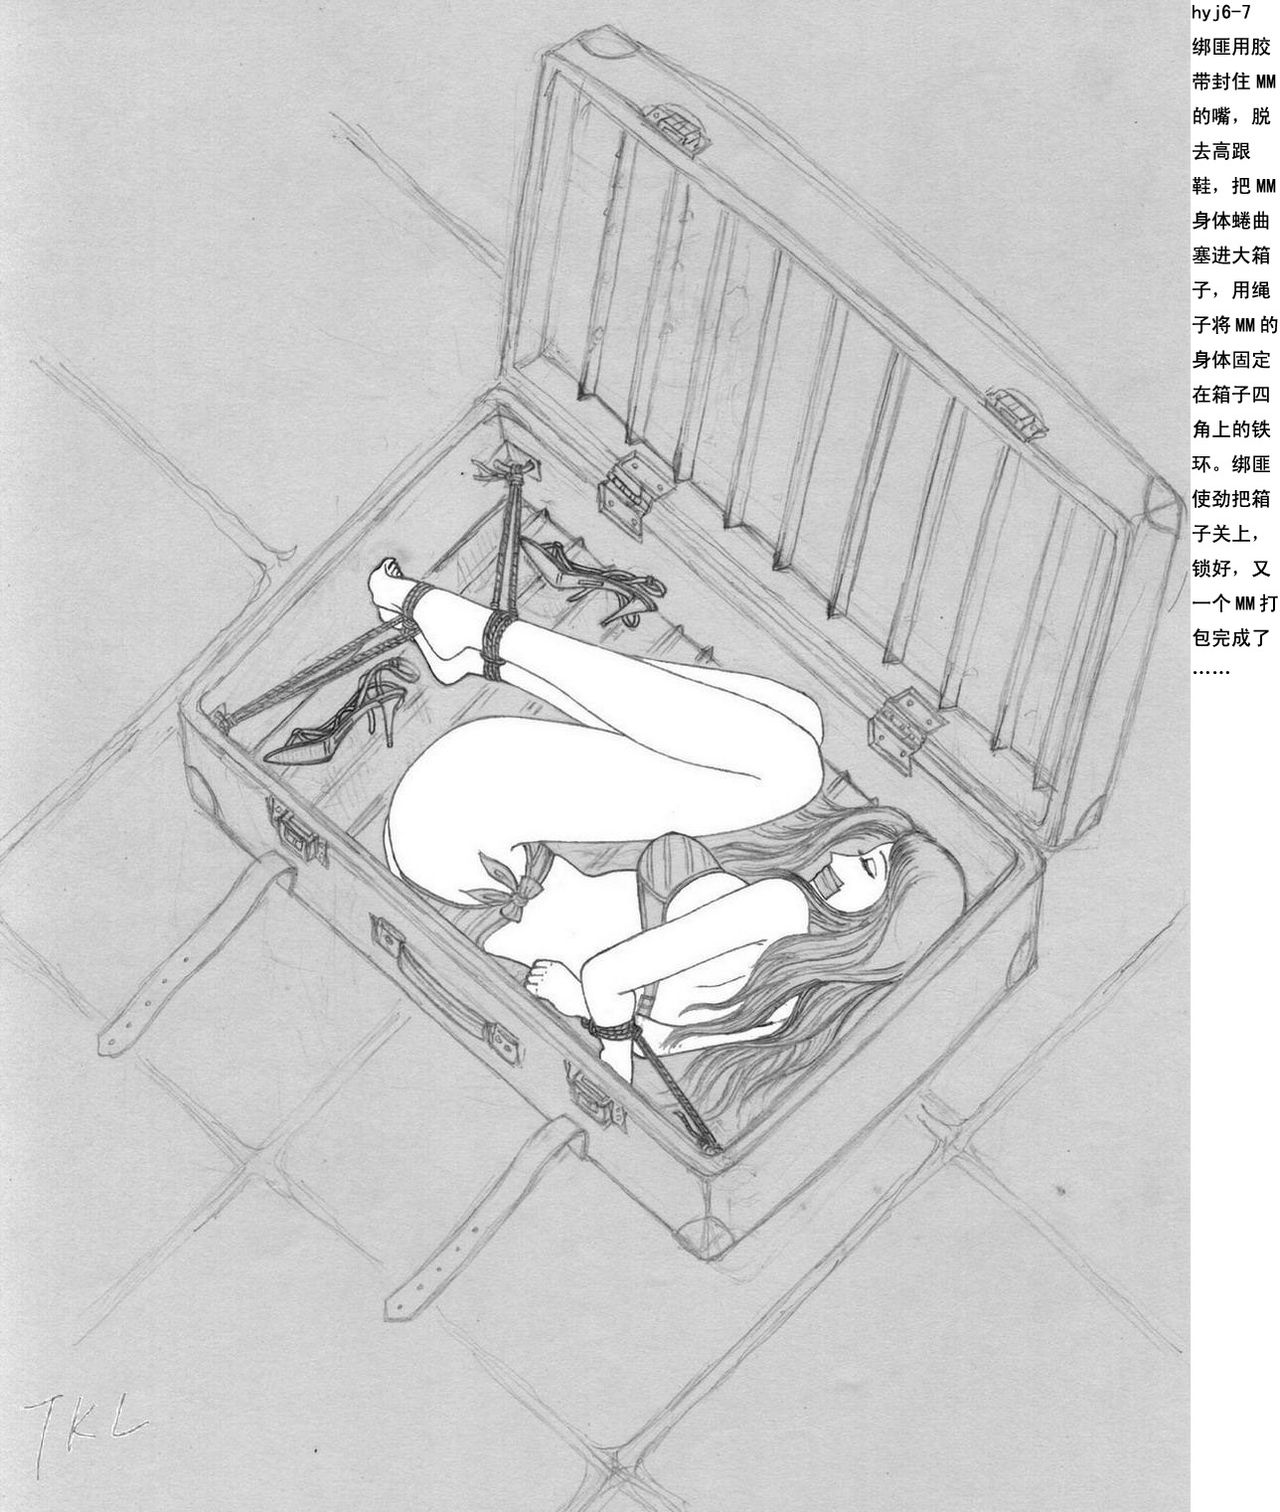 hyj6-7
绑匪用胶
带封住MM
的嘴，脱
去高跟
鞋，把MM
身体蜷曲
塞进大箱
子，用绳
子将MM的
身体固定
在箱子四
角上的铁
环。绑匪
使劲把箱
子关上，
锁好，又
一个MM打
包完成了
……
TKL